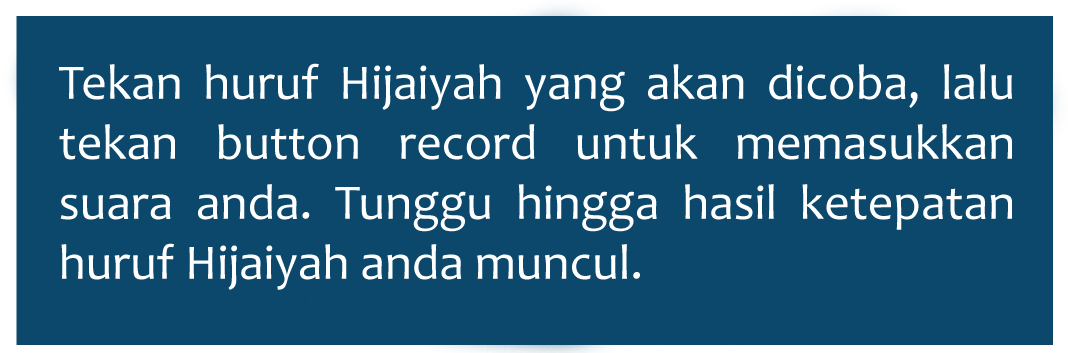 Tekan huruf Hijaiyah yang akan dicoba, lalu
tekan button record untuk memasukkan
suara anda. Tunggu hingga hasil ketepatan
huruf Hijaiyah anda muncul.